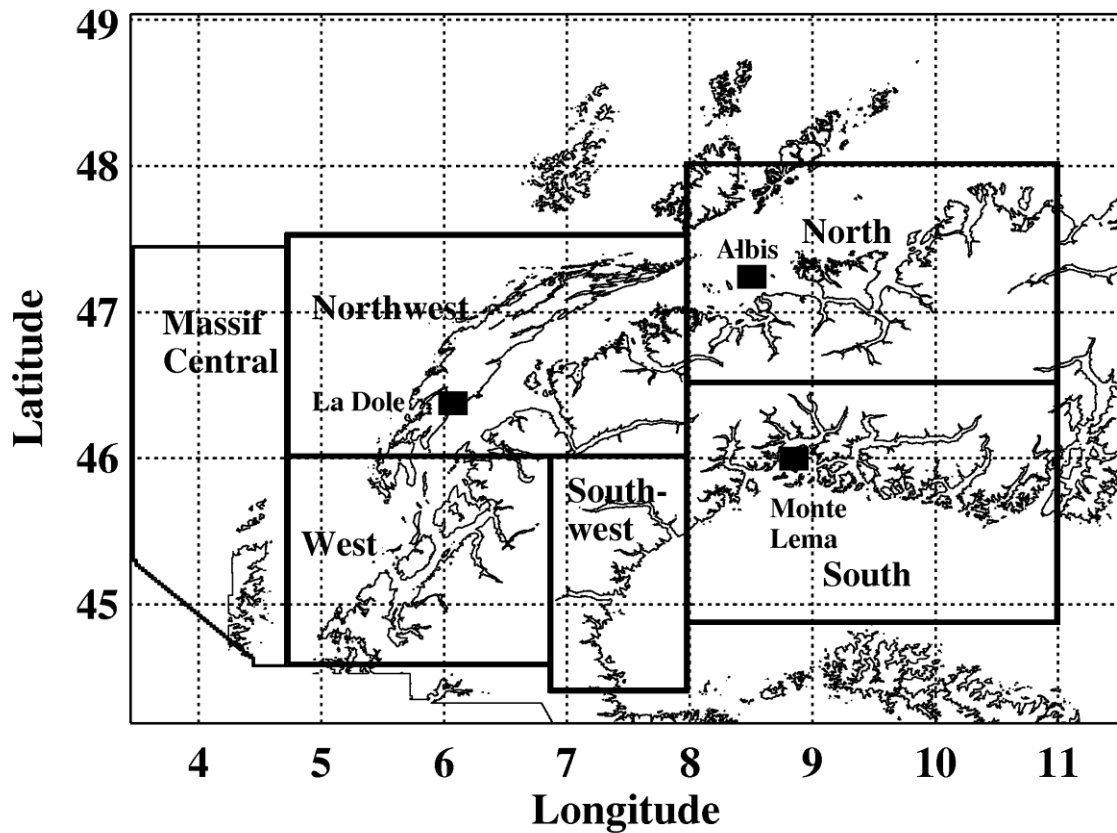 49
48
47
46
45
Latitude
North
Albis
Northwest
Massif
Central
La Dole
South-
west
Monte
Lema
West
South
4 5 6 7 8 9 10 11
Longitude